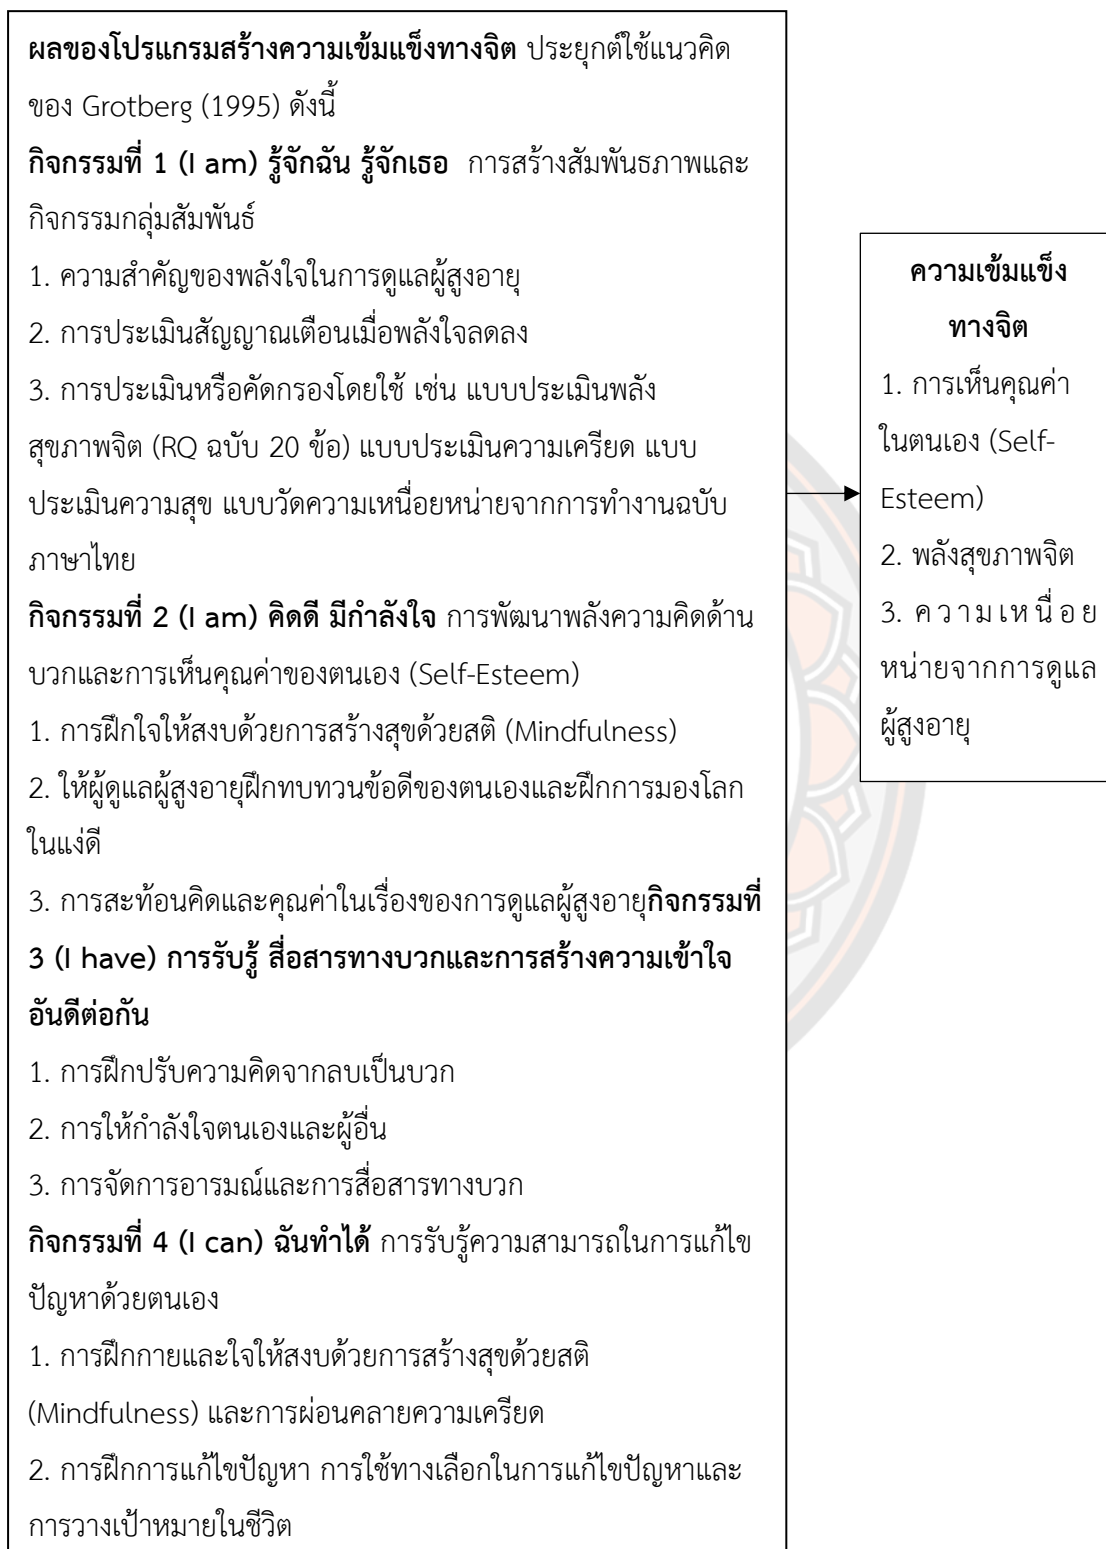 ผลของโปรแกรมสร้างความเข้มแข็งทางจิต ประยุกต์ใช้แนวคิด
ของ Grotberg (1995) ดังนี้
กิจกรรมที่ 1 (I am) รู้จักฉัน รู้จักเธอ การสร้างสัมพันธภาพและ
กิจกรรมกลุ่มสัมพันธ์
1. ความสำคัญของพลังใจในการดูแลผู้สูงอายุ
2. การประเมินสัญญาณเตือนเมื่อพลังใจลดลง
3. การประเมินหรือคัดกรองโดยใช้ เช่น แบบประเมินพลัง
สุขภาพจิต (RQ ฉบับ 20 ข้อ) แบบประเมินความเครียด แบบ
ประเมินความสุข แบบวัดความเหนื่อยหน่ายจากการทำงานฉบับ
ภาษาไทย
กิจกรรมที่ 2 (I am) คิดดี มีกำลังใจ การพัฒนาพลังความคิดด้าน
บวกและการเห็นคุณค่าของตนเอง (Self-Esteem)
1. การฝึกใจให้สงบด้วยการสร้างสุขด้วยสติ (Mindfulness)
2. ให้ผู้ดูแลผู้สูงอายุฝึกทบทวนข้อดีของตนเองและฝึกการมองโลก
ในแง่ดี
3. การสะท้อนคิดและคุณค่าในเรื่องของการดูแลผู้สูงอายุกิจกรรมที่
3 (I have) การรับรู้ สื่อสารทางบวกและการสร้างความเข้าใจ
อันดีต่อกัน
1. การฝึกปรับความคิดจากลบเป็นบวก
2. การให้กำลังใจตนเองและผู้อื่น
3. การจัดการอารมณ์และการสื่อสารทางบวก
กิจกรรมที่ 4 (I can) ฉันทำได้ การรับรู้ความสามารถในการแก้ไข
ปัญหาด้วยตนเอง
1. การฝึกกายและใจให้สงบด้วยการสร้างสุขด้วยสติ
(Mindfulness) และการผ่อนคลายความเครียด
2. การฝึกการแก้ไขปัญหา การใช้ทางเลือกในการแก้ไขปัญหาและ
การวางเป้าหมายในชีวิต
ความเข้มแข็ง
ทางจิต
1. การเห็นคุณค่า
ในตนเอง (Self-
Esteem)
2. พลังสุขภาพจิต
3. ความเหนื่อย
หน่ายจากการดูแล
ผู้สูงอายุ